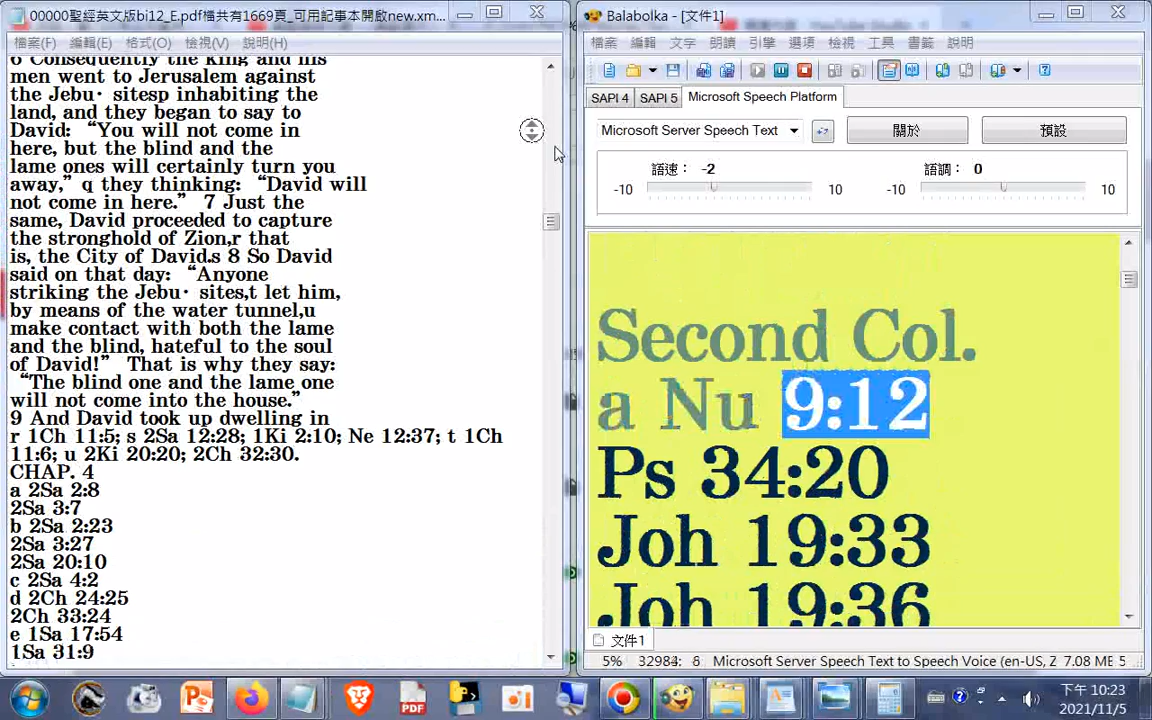 00000聖經英文版bi12_E.pdf檔共有1669頁_可用記事本開啟new.xm...
檔案(F) 編輯(E) 格式(O) 檢視(V) 說明(H)
6 Consequently the king and his
men went to Jerusalem against
the Jebu· sitesp inhabiting the
land, and they began to say to
David: “You will not come in
here, but the blind and the
lame ones will certainly turn you
away,” q they thinking: “David will
not come in here.” 7 Just the
same, David proceeded to capture
the stronghold of Zion,r that
is, the City of David.s 8 So David
said on that day: “Anyone
striking the Jebu· sites,t let him,
by means of the water tunnel,u
make contact with both the lame
and the blind, hateful to the soul
of David!” That is why they say:
“The blind one and the lame one
will not come into the house.”
9 And David took up dwelling in
r 1Ch 11:5; s 2Sa 12:28; 1Ki 2:10; Ne 12:37; t 1Ch
11:6; u 2Ki 20:20; 2Ch 32:30.
CHAP. 4
a 2Sa 2:8
2Sa 3:7
b 2Sa 2:23
2Sa 3:27
2Sa 20:10
c 2Sa 4:2
d 2Ch 24:25
2Ch 33:24
e 1Sa 17:54
1Sa 31:9
Balabolka - [文件1]
檔案 編輯 文字 朗讀 引擎 選項 檢視 工具 書籤 說明
SAPI 4 SAPI 5 Microsoft Speech Platform
Microsoft Server Speech Text 關於 預設
語速： -2 語調： 0
-10 10 -10 10
Second Col.
a Nu 9:12
Ps 34:20
Joh 19:33
Joh 19:36
文件1
5% 32984: 8 Microsoft Server Speech Text to Speech Voice (en-US, Z 7.08 MB 5
PDF
下午 10:23
2021/11/5